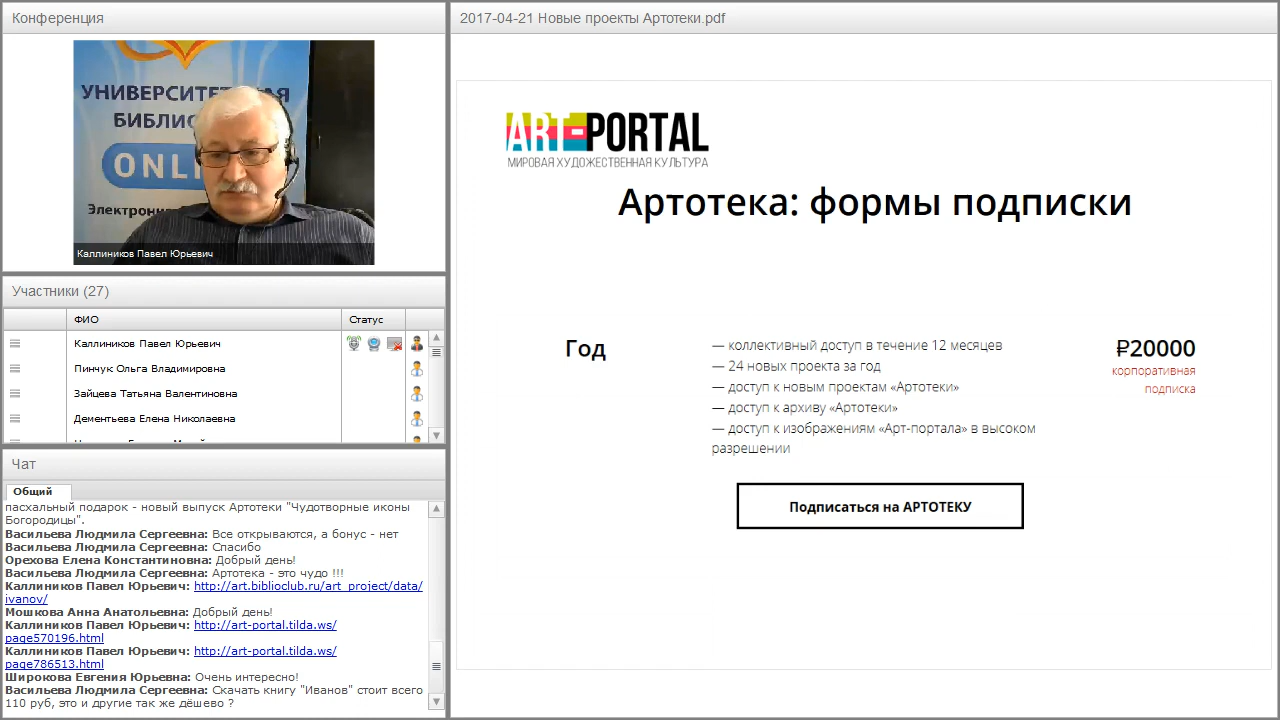 Конференция
УНИВЕРСИТЕТСКАЯ
ONLI
Каллиников Павел Юрьевич
Участники (27)
ФИО
Статус
Каллиников Павел Юрьевич
Пинчук Ольга Владимировна
Зайцева Татьяна Валентиновна
Дементьева Елена Николаевна
Чат
Общий
пасхальный подарок - новый выпуск Артотеки "Чудотворные иконы
Богородицы".
Васильева Людмила Сергеевна: Все открываются, а бонус - нет
Васильева Людмила Сергеевна: Спасибо
Орехова Елена Константиновна: Добрый день!
Васильева Людмила Сергеевна: Артотека - это чудо !!!
Каллиников Павел Юрьевич: http://art.biblioclub.ru/art_project/data/
ivanov/
Мошкова Анна Анатольевна: Добрый день!
Каллиников Павел Юрьевич: http://art-portal.tilda.ws/
page570196.html
Каллиников Павел Юрьевич: http://art-portal.tilda.ws/
page786513.html
Широкова Евгения Юрьевна: Очень интересно!
Васильева Людмила Сергеевна: Скачать книгу "Иванов" стоит всего
110 руб, это и другие так же дёшево ?
2017-04-21 Новые проекты Артотеки.pdf
ART-PORTAL
МИРОВАЯ ХУДОЖЕСТВЕННАЯ КУЛЬТУРА
Артотека: формы подписки
Год
— коллективный доступ в течение 12 месяцев
— 24 новых проекта за год
— доступ к новым проектам «Артотеки»
— доступ к архиву «Артотеки»
— доступ к изображениям «Арт-портала» в высоком
разрешении
₽20000
корпоративная
подписка
Подписаться на АРТОТЕКУ